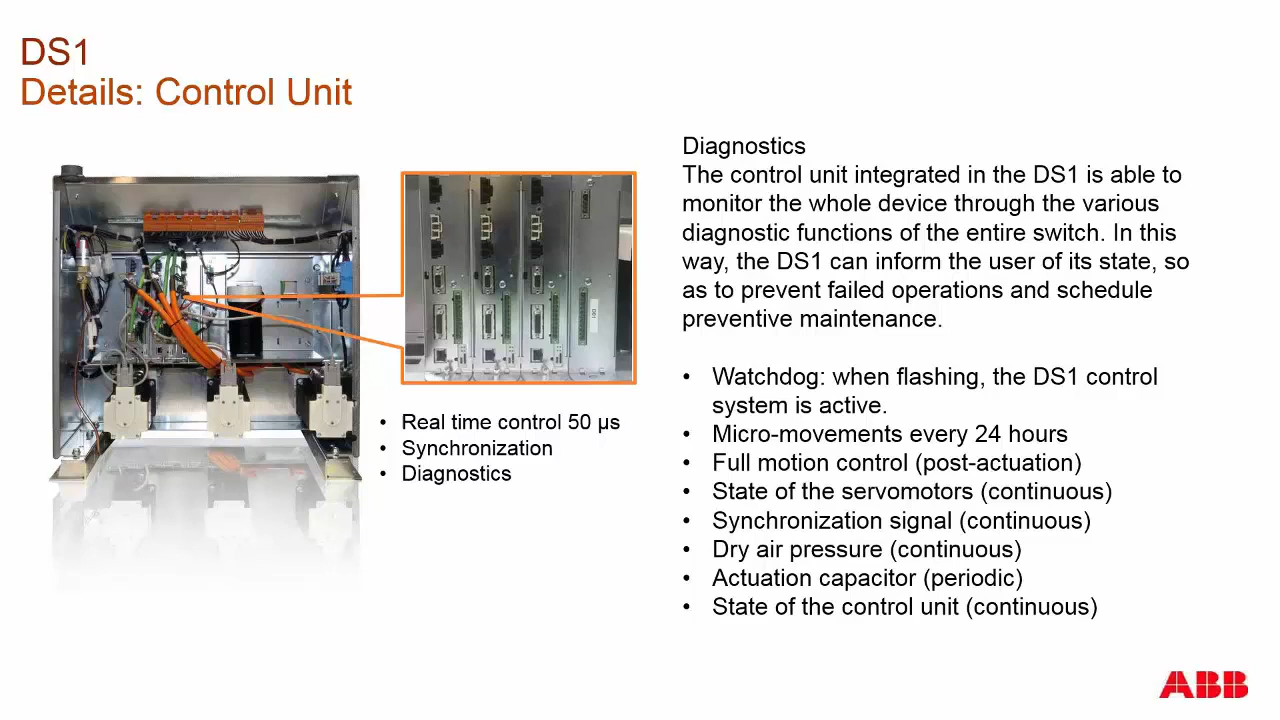 DS1
Details: Control Unit
Diagnostics
The control unit integrated in the DS1 is able to
monitor the whole device through the various
diagnostic functions of the entire switch. In this
way, the DS1 can inform the user of its state, so
as to prevent failed operations and schedule
preventive maintenance.
• Watchdog: when flashing, the DS1 control
system is active.
• Micro-movements every 24 hours
• Full motion control (post-actuation)
• State of the servomotors (continuous)
• Synchronization signal (continuous)
• Dry air pressure (continuous)
• Actuation capacitor (periodic)
• State of the control unit (continuous)
• Real time control 50 µs
• Synchronization
• Diagnostics
ABB